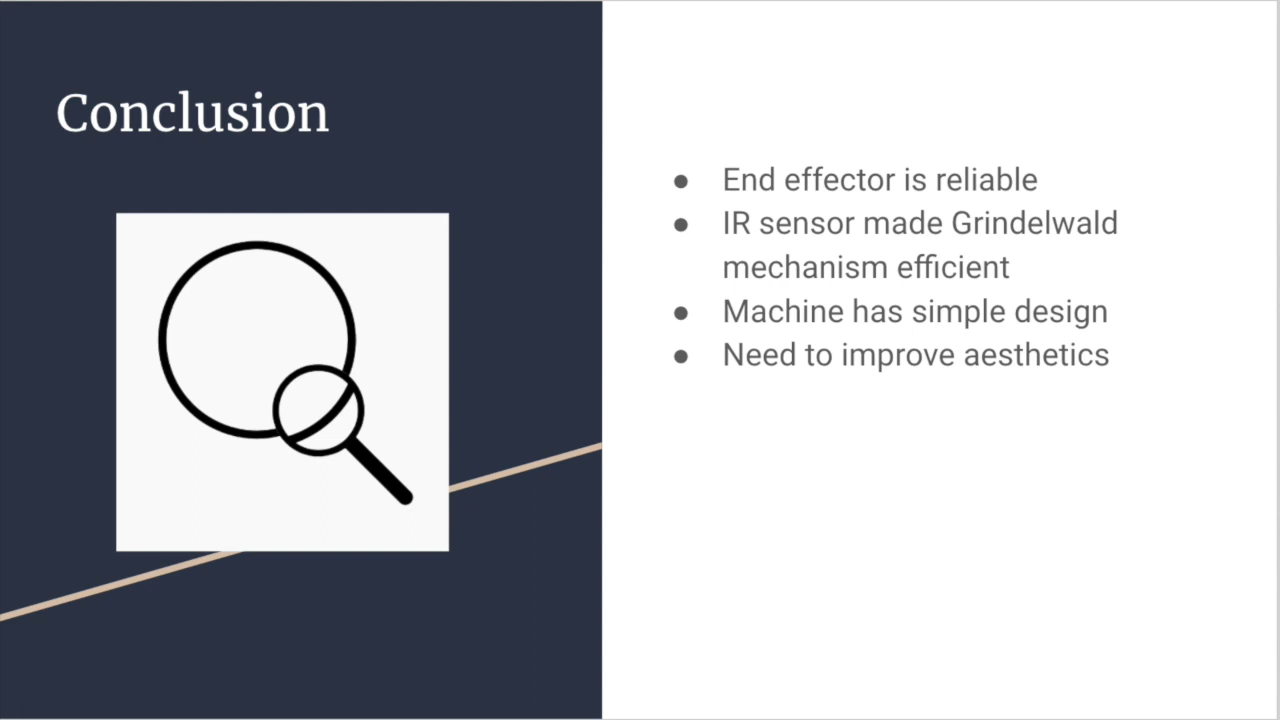 Conclusion
● End effector is reliable
● IR sensor made Grindelwald
mechanism efficient
● Machine has simple design
● Need to improve aesthetics